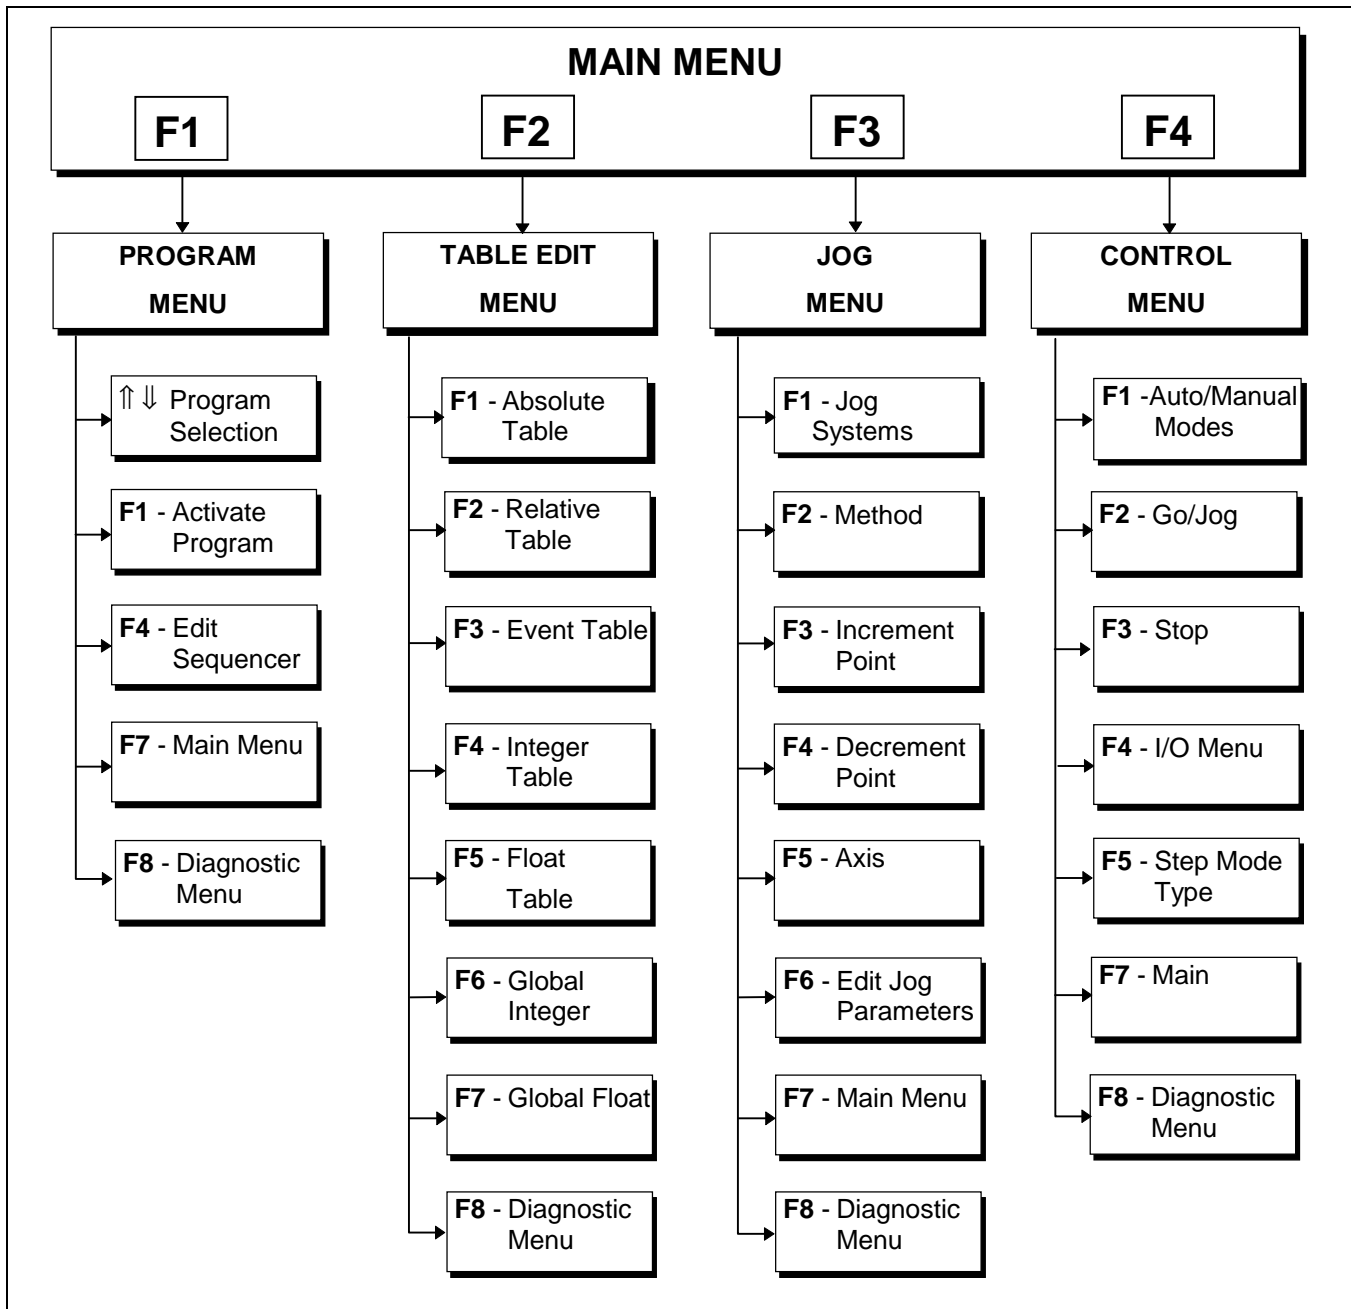 MAIN MENU
F1
F2
F3
F4
PROGRAM
MENU
⇑⇓ Program
Selection
F1 - Activate
Program
F4 - Edit
Sequencer
F7 - Main Menu
F8 - Diagnostic
Menu
TABLE EDIT
MENU
F1 - Absolute
Table
F2 - Relative
Table
F3 - Event Table
F4 - Integer
Table
F5 - Float
Table
F6 - Global
Integer
F7 - Global Float
F8 - Diagnostic
Menu
JOG
MENU
F1 - Jog
Systems
F2 - Method
F3 - Increment
Point
F4 - Decrement
Point
F5 - Axis
F6 - Edit Jog
Parameters
F7 - Main Menu
F8 - Diagnostic
Menu
CONTROL
MENU
F1 -Auto/Manual
Modes
F2 - Go/Jog
F3 - Stop
F4 - I/O Menu
F5 - Step Mode
Type
F7 - Main
F8 - Diagnostic
Menu